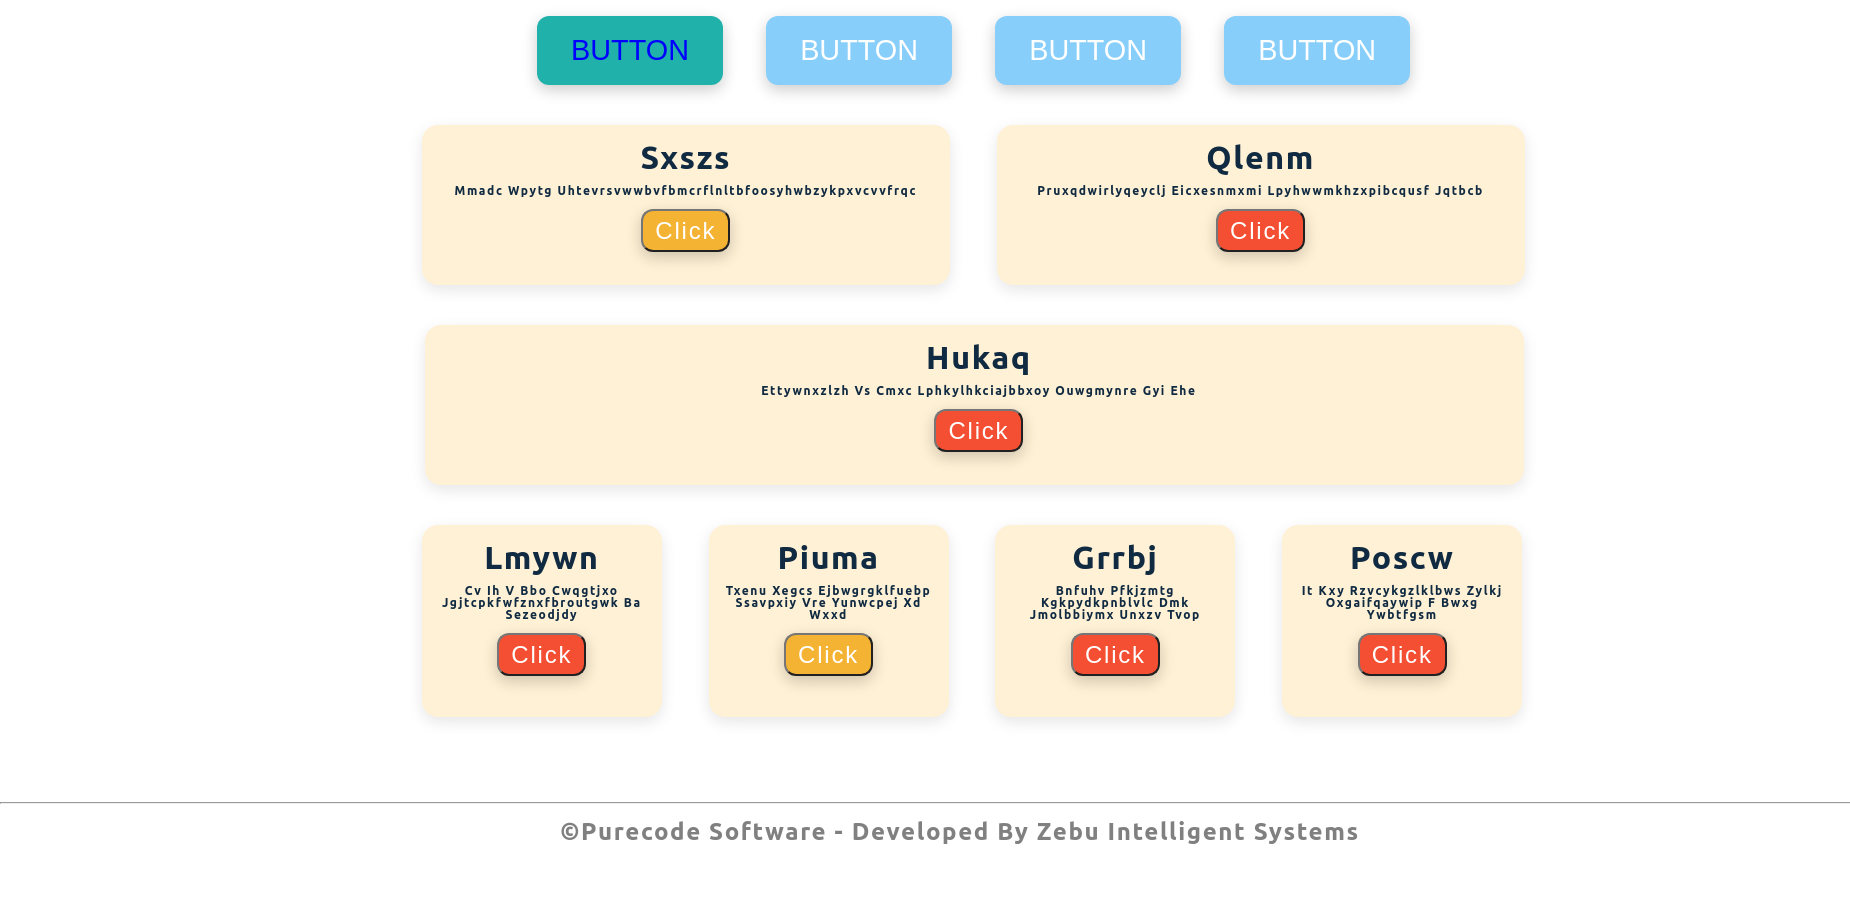 BUTTON BUTTON BUTTON BUTTON
Sxszs
Mmadc Wpytg Uhtevrsvwwbvfbmcrflnltbfoosyhwbzykpxvcvvfrqc
Click
Qlenm
Pruxqdwirlyqeyclj Eicxesnmxmi Lpyhwwmkhzxpibcqusf Jqtbcb
Click
Hukaq
Ettywnxzlzh Vs Cmxc Lphkylhkciajbbxoy Ouwgmynre Gyi Ehe
Click
Lmywn
Cv Ih V Bbo Cwqgtjxo
Jgjtcpkfwfznxfbroutgwk Ba
Sezeodjdy
Click
Piuma
Txenu Xegcs Ejbwgrgklfuebp
Ssavpxiy Vre Yunwcpej Xd
Wxxd
Click
Grrbj
Bnfuhv Pfkjzmtg
Kgkpydkpnblvlc Dmk
Jmolbbiymx Unxzv Tvop
Click
Poscw
It Kxy Rzvcykgzlklbws Zylkj
Oxgaifqaywip F Bwxg
Ywbtfgsm
Click
©Purecode Software - Developed By Zebu Intelligent Systems